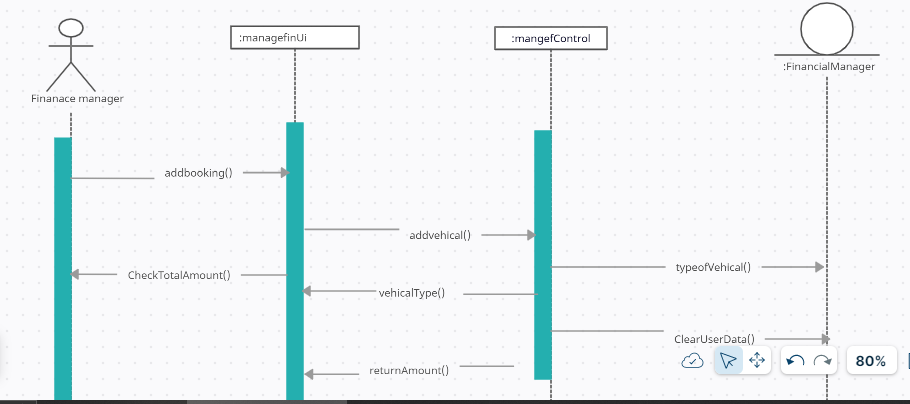 :managefinUi
:mangefControl
:FinancialManager
Finanace manager
addbooking()
addvehical()
typeofVehical()
CheckTotalAmount()
vehicalType()
ClearUserData()
returnAmount()
80%